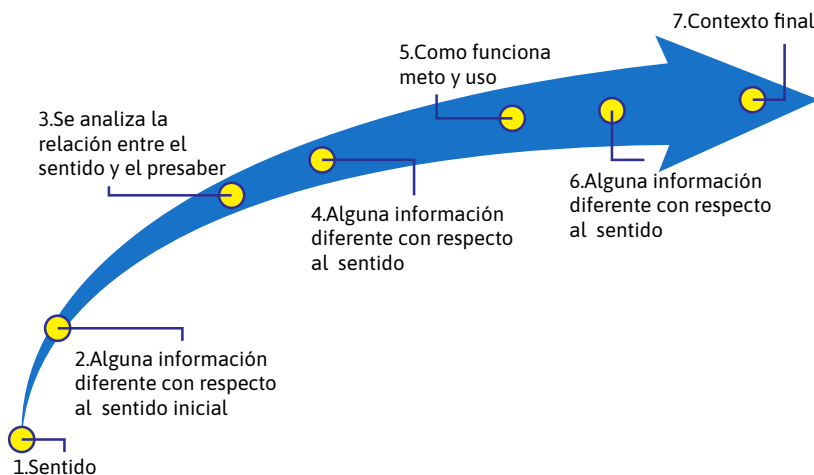 1.Sentido
2.Alguna información
diferente con respecto
al sentido inicial
3.Se analiza la
relación entre el
sentido y el presaber
4.Alguna información
diferente con respecto
al sentido
5.Como funciona
meto y uso
6.Alguna información
diferente con respecto
al sentido
7.Contexto final